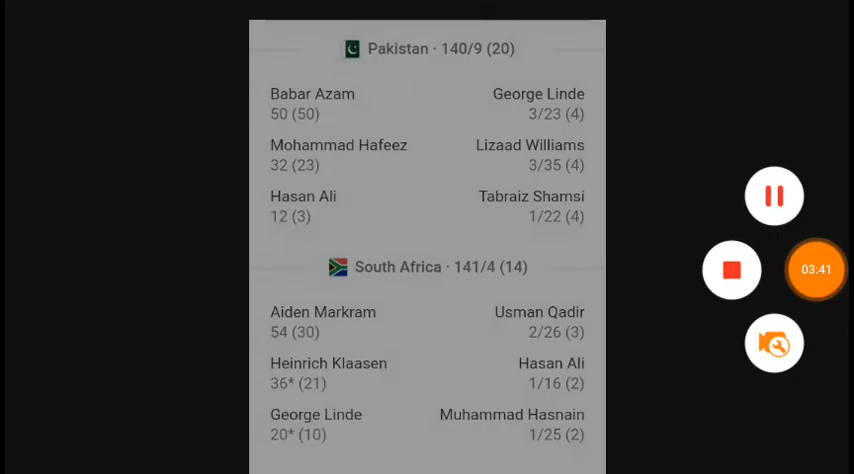 Pakistan · 140/9 (20)
Babar Azam George Linde
50 (50) 3/23 (4)
Mohammad Hafeez Lizaad Williams
32 (23) 3/35 (4)
Hasan Ali Tabraiz Shamsi
12 (3) 1/22 (4)
South Africa · 141/4 (14)
Aiden Markram Usman Qadir
54 (30) 2/26 (3)
Heinrich Klaasen Hasan Ali
36* (21) 1/16 (2)
George Linde Muhammad Hasnain
20* (10) 1/25 (2)
03:41